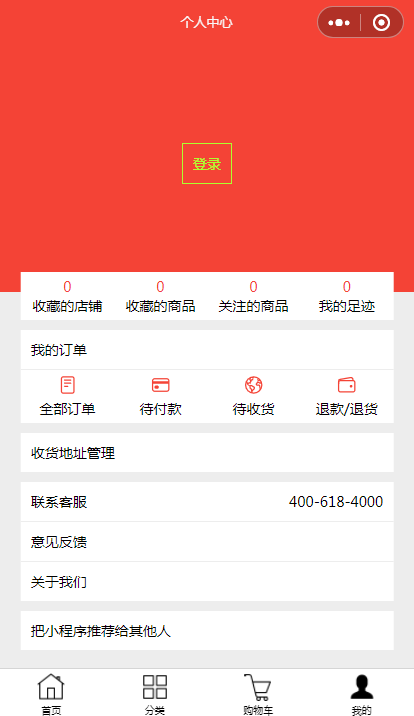 个人中心
登录
0 0 0 0
收藏的店铺 收藏的商品 关注的商品 我的足迹
我的订单
全部订单 待付款 待收货 退款/退货
收货地址管理
联系客服 400-618-4000
意见反馈
关于我们
把小程序推荐给其他人
首页 分类 购物车 我的